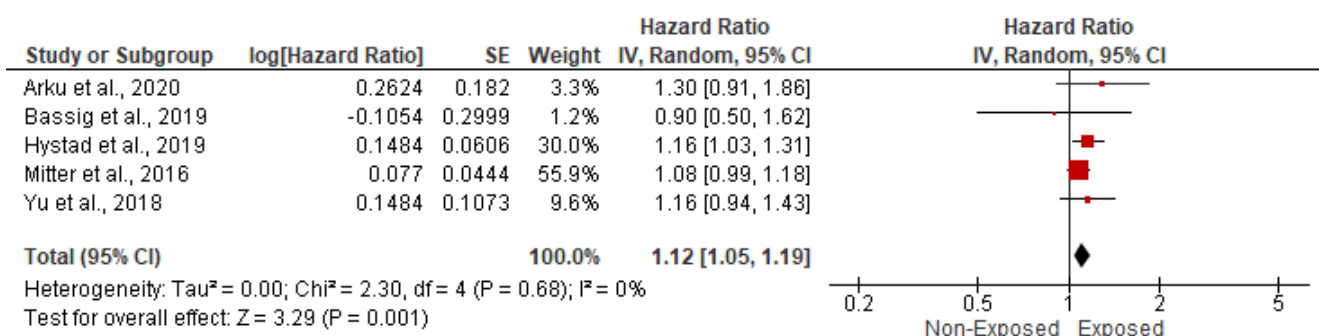 Hazard Ratio Hazard Ratio
Study or Subgroup log[Hazard Ratio] SE Weight IV, Random, 95% CI IV, Random, 95% CI
Arku et al., 2020 0.2624 0.182 3.3% 1.30 [0.91, 1.86]
Bassig et al., 2019 -0.1054 0.2999 1.2% 0.90 [0.50, 1.62]
Hystad et al., 2019 0.1484 0.0606 30.0% 1.16 [1.03, 1.31]
Mitter et al., 2016 0.077 0.0444 55.9% 1.08 [0.99, 1.18]
Yu et al., 2018 0.1484 0.1073 9.6% 1.16 [0.94, 1.43]
Total (95% CI) 100.0% 1.12 [1.05, 1.19]
Heterogeneity: Tau² = 0.00; Chi² = 2.30, df = 4 (P = 0.68); I² = 0%
Test for overall effect: Z = 3.29 (P = 0.001)
0.2 0.5 1 2 5
Non-Exposed Exposed